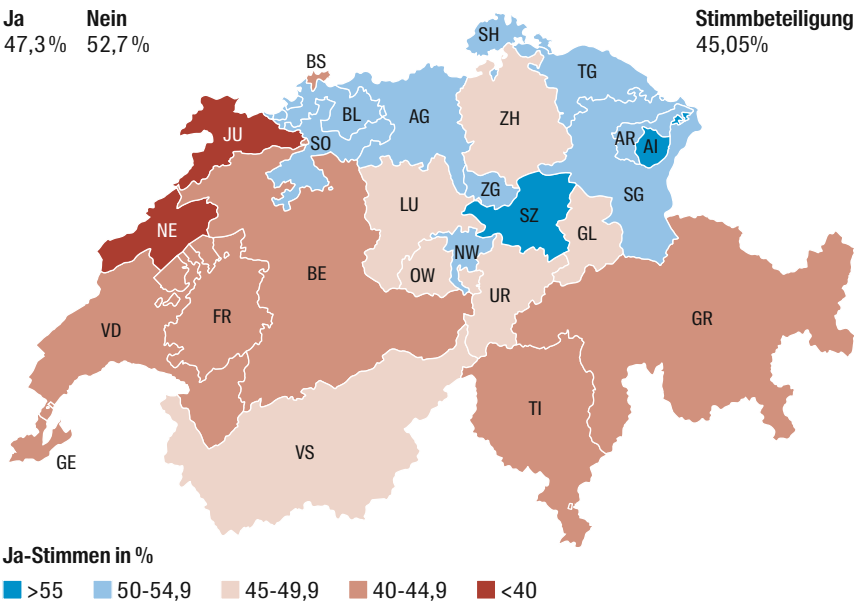 Ja Nein Stimmbeteiligung
47,3 % 52,7 % 45,05%
SH
BS
TG
BL
AG
ZH
JU
SO
AR
AI
ZG
SG
LU
SZ
NE
GL
NW
OW
BE
UR
FR
GR
VD
TI
VS
GE
Ja-Stimmen in %
>55 50-54,9 45-49,9 40-44,9 <40